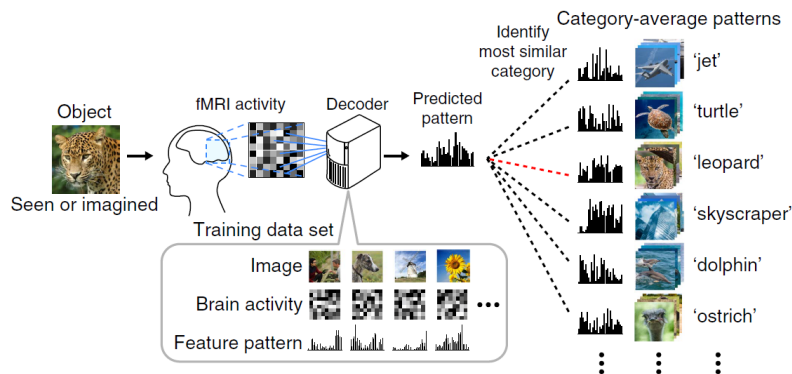 Category-average patterns
Identify
most similar
category
Object
fMRI activity
Decoder
Predicted
pattern
Seen or imagined
Training data set
Image
Brain activity
Feature pattern
'jet'
'turtle'
'leopard'
'skyscraper'
'dolphin'
'ostrich'